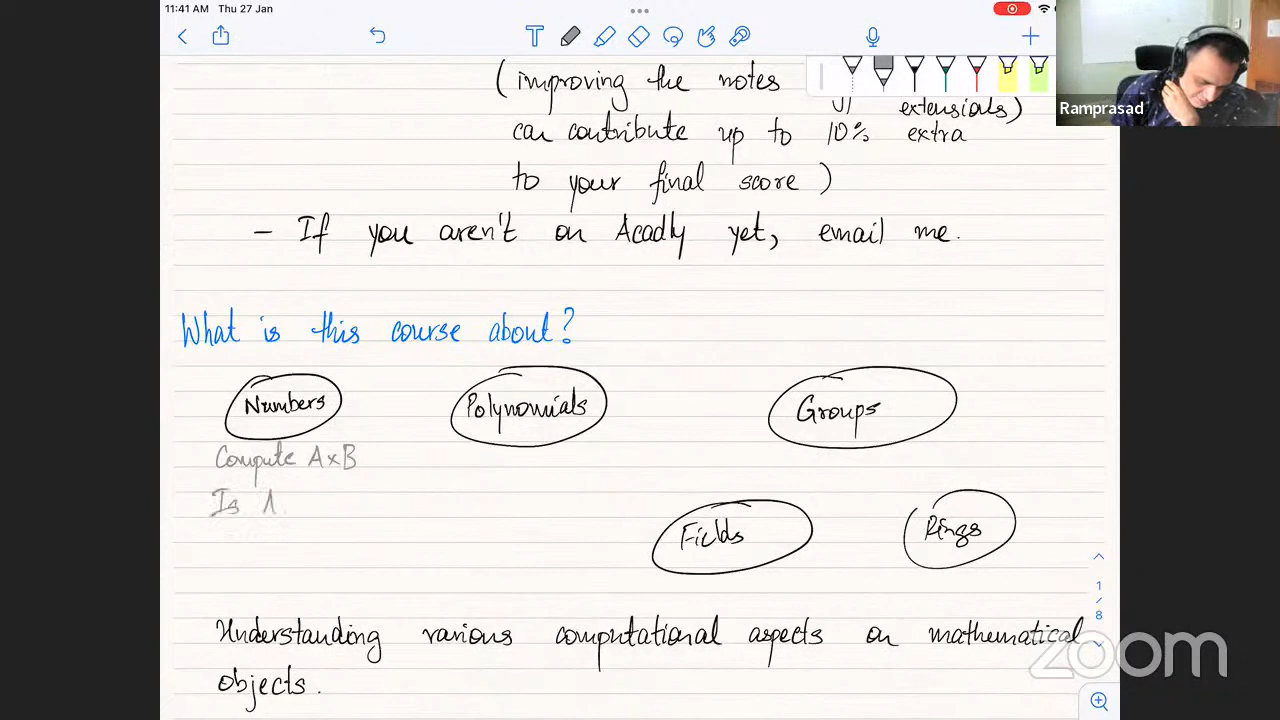 11:41 AM Thu 27 Jan
(improving the notes
extensions)
can contribute up to 10% extra
to your final score )
Ramprasad
- If you aren't on Acadly yet, email me.
What is this course about?
Numbers Polynomials Groups
Compute A×B
Is
Fields Rings
1
/
8
Understanding various computational aspects on mathematical
objects.
zoom